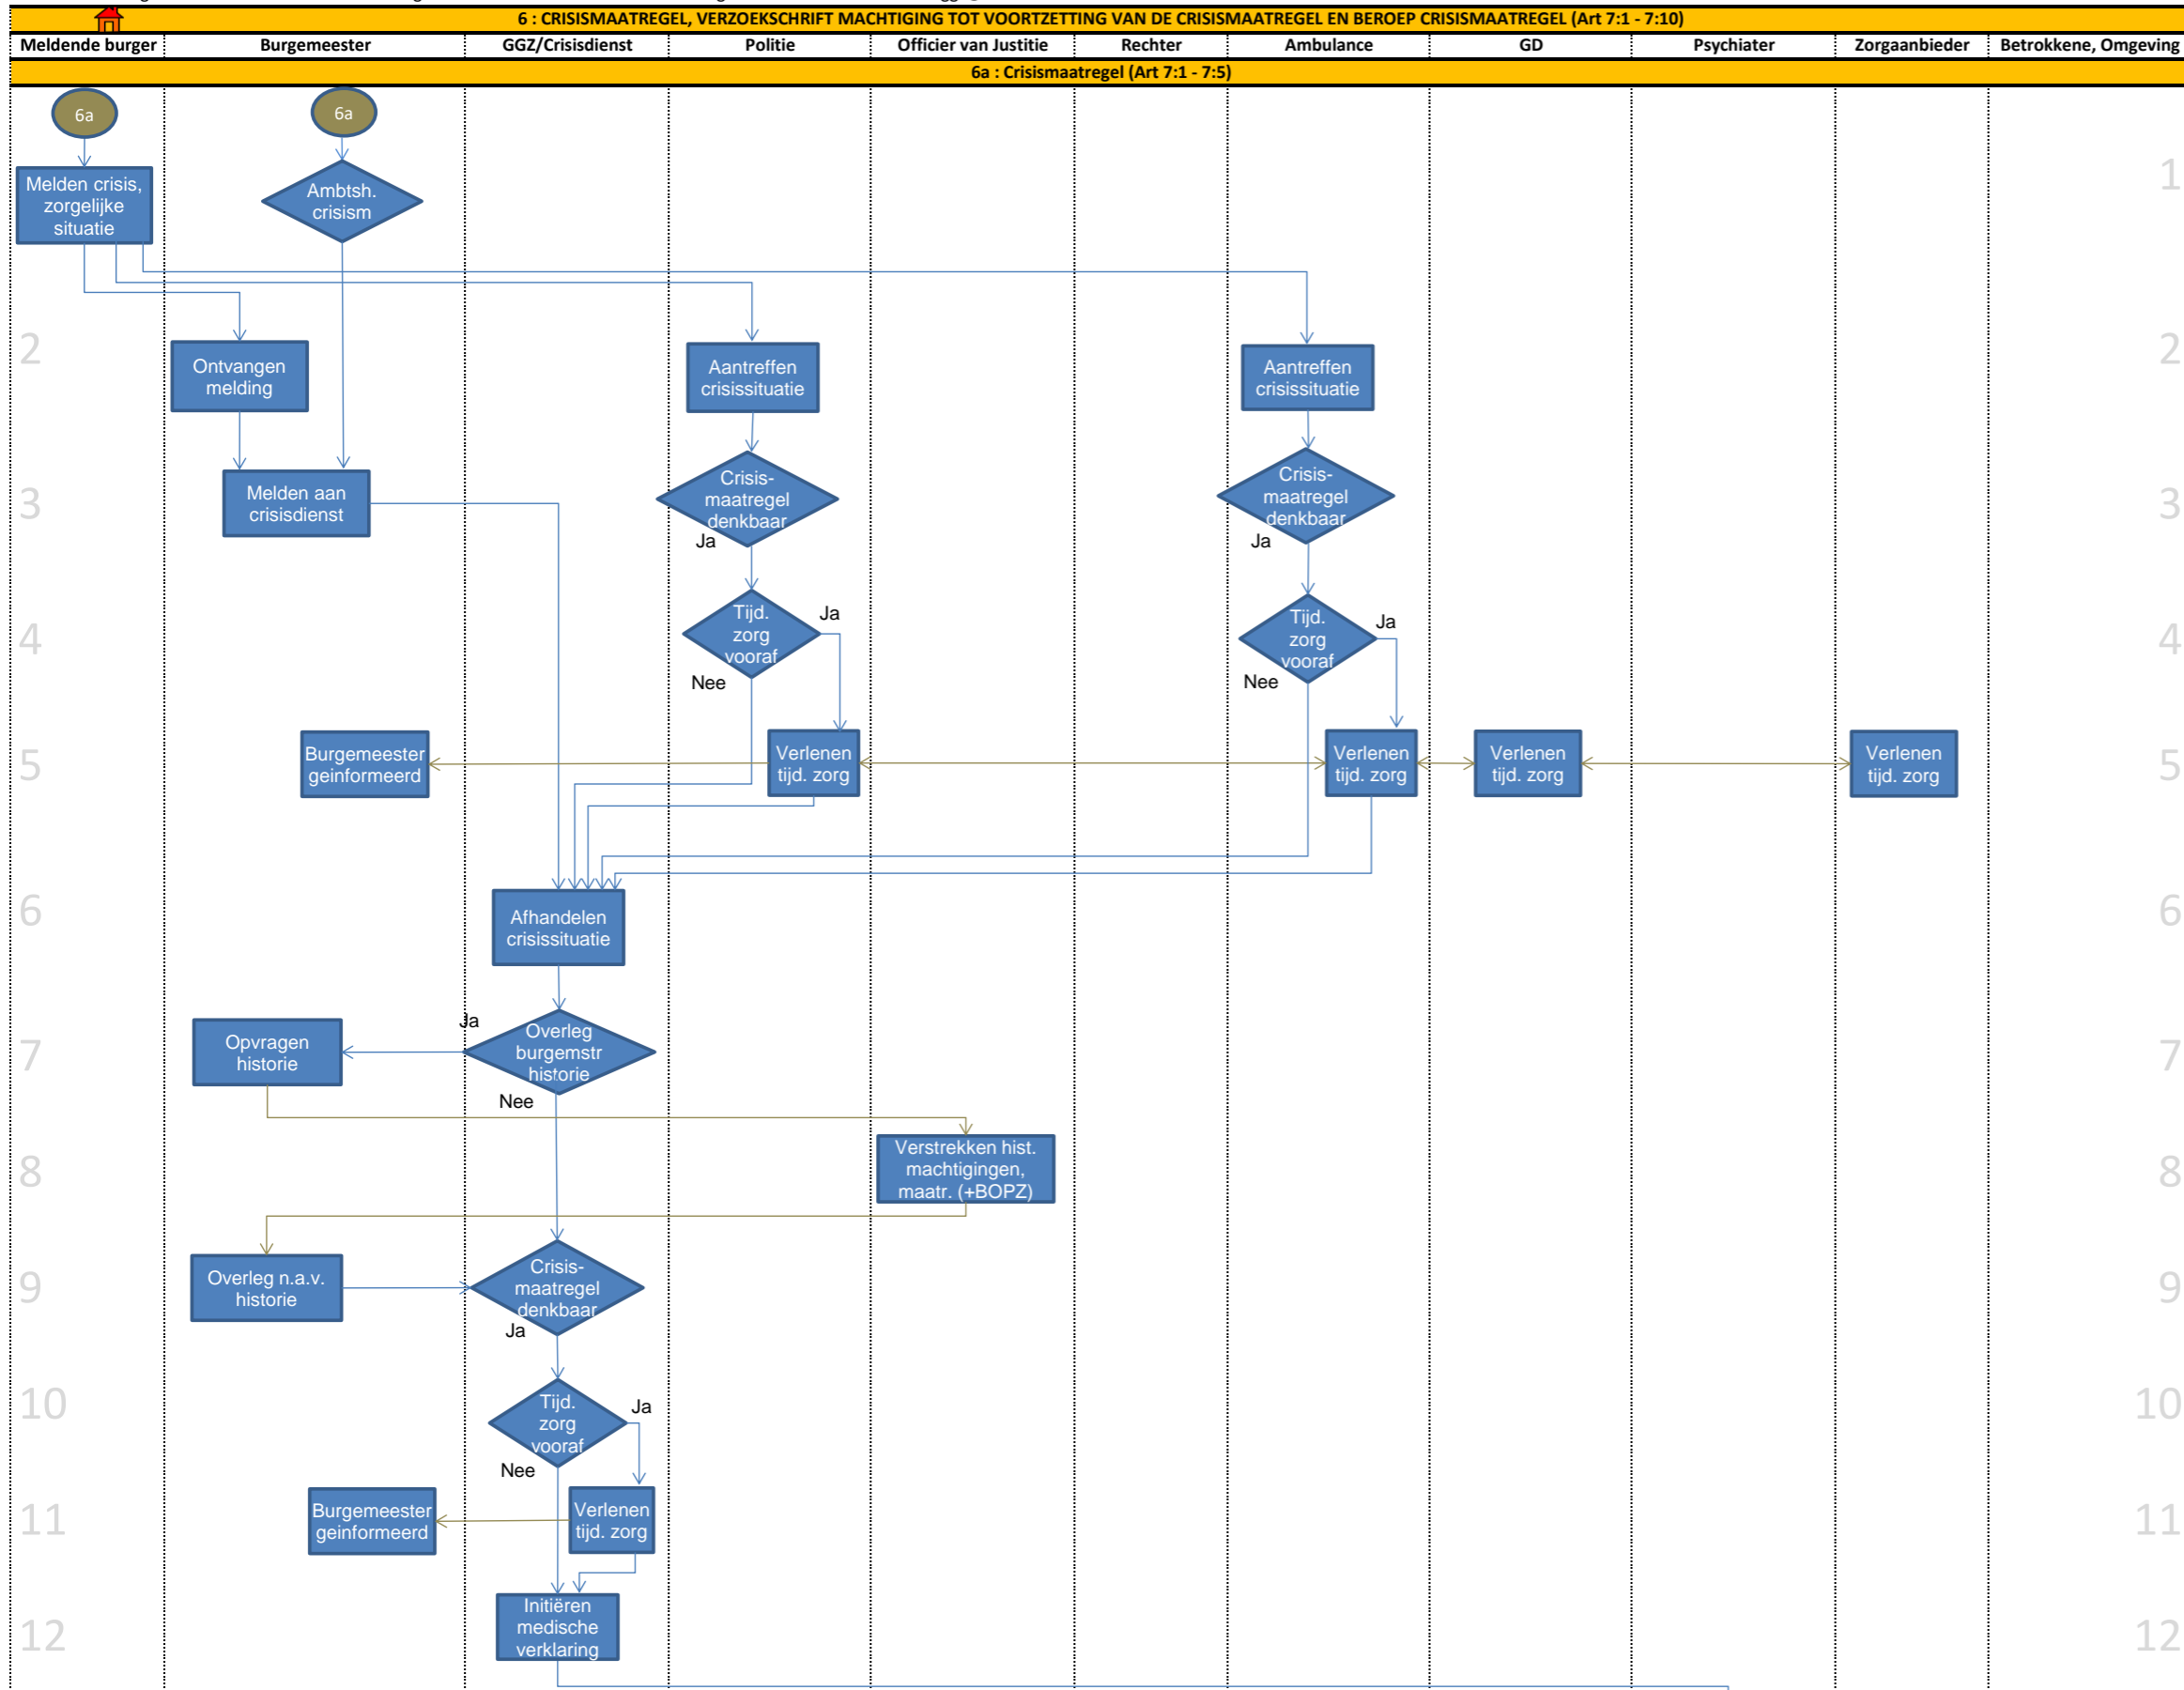 6 : CRISISMAATREGEL, VERZOEKSCHRIFT MACHTIGING TOT VOORTZETTING VAN DE CRISISMAATREGEL EN BEROEP CRISISMAATREGEL (Art 7:1 - 7:10)
Meldende burger Burgemeester GGZ/Crisisdienst Politie Officier van Justitie Rechter Ambulance GD Psychiater Zorgaanbieder Betrokkene, Omgeving
6a : Crisismaatregel (Art 7:1 - 7:5)
6a 6a
Melden crisis,
zorgelijke
situatie
Ambtsh.
crisism
1
2
Ontvangen
melding
Aantreffen
crisissituatie
Aantreffen
crisissituatie
2
3
Melden aan
crisisdienst
Crisis-
maatregel
denkbaar
Ja
Crisis-
maatregel
denkbaar
Ja
3
4
Tijd.
zorg
vooraf
Ja
Nee
Tijd.
zorg
vooraf
Ja
Nee
4
5
Burgemeester
geinformeerd
Verlenen
tijd. zorg
Verlenen
tijd. zorg
Verlenen
tijd. zorg
Verlenen
tijd. zorg
5
6
Afhandelen
crisissituatie
6
7
Opvragen
historie
Ja
Overleg
burgemstr
historie
Nee
7
8
Verstrekken hist.
machtigingen,
maatr. (+BOPZ)
8
9
Overleg n.a.v.
historie
Crisis-
maatregel
denkbaar
Ja
9
10
Tijd.
zorg
vooraf
Ja
Nee
10
11
Burgemeester
geinformeerd
Verlenen
tijd. zorg
11
12
Initiëren
medische
verklaring
12